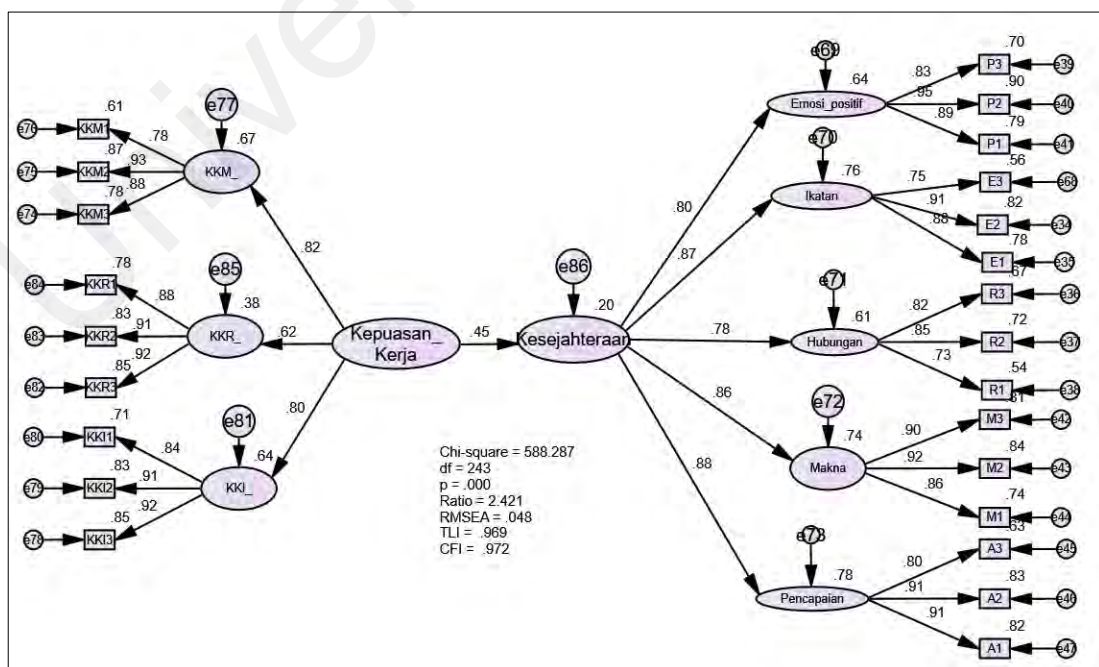 Univer
e77
.61
e76
KKM1
.78
.67
.87
e75
KKM2
.93
KKM_
.78
.88
e74
KKM3
.82
e85
.78
e84
KKR1
.88
.38
.83
e83
KKR2
.91
KKR_
.62
.92
.85
e82
KKR3
Kepuasan_
Kerja
.45
.80
e81
.71
e80
KKI1
.84
.64
.83
e79
KKI2
.91
KKI_
.92
.85
e78
KKI3
e86
.20
Kesejahteraan
.80
.87
.78
.86
.88
Chi-square = 588.287
df = 243
p = .000
Ratio = 2.421
RMSEA = .048
TLI = .969
CFI = .972
e69
.64
Emosi_positif
.70
.83
P3
e39
.90
.95
P2
e40
.79
.89
P1
e41
e70
.76
Ikatan
.56
.75
E3
e68
.82
.91
E2
e34
.78
.88
E1
e35
e71
.61
Hubungan
.67
.82
R3
e36
.72
.85
R2
e37
.54
.73
R1
e38
e72
.74
Makna
.81
.90
M3
e42
.84
.92
M2
e43
.74
.86
M1
e44
e73
.78
Pencapaian
.63
.80
A3
e45
.83
.91
A2
e46
.82
.91
A1
e47